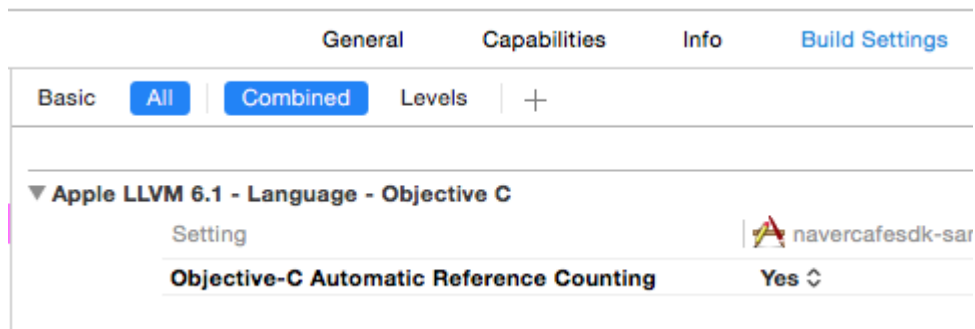 General Capabilities Info Build Settings
Basic All Combined Levels +
Apple LLVM 6.1 - Language - Objective C
Setting navercafesdk-sar
Objective-C Automatic Reference Counting Yes